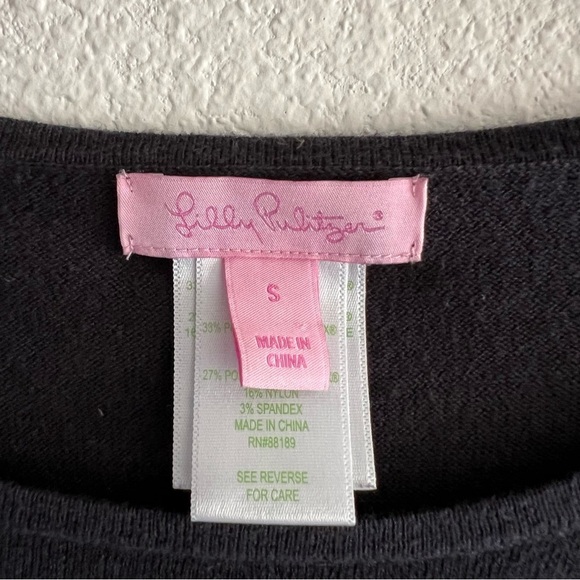 Lilly Pulitzer®
S
MADE IN
CHINA
33% P
27% PO
16% NYLON
3% SPANDEX
MADE IN CHINA
RN#88189
SEE REVERSE
FOR CARE